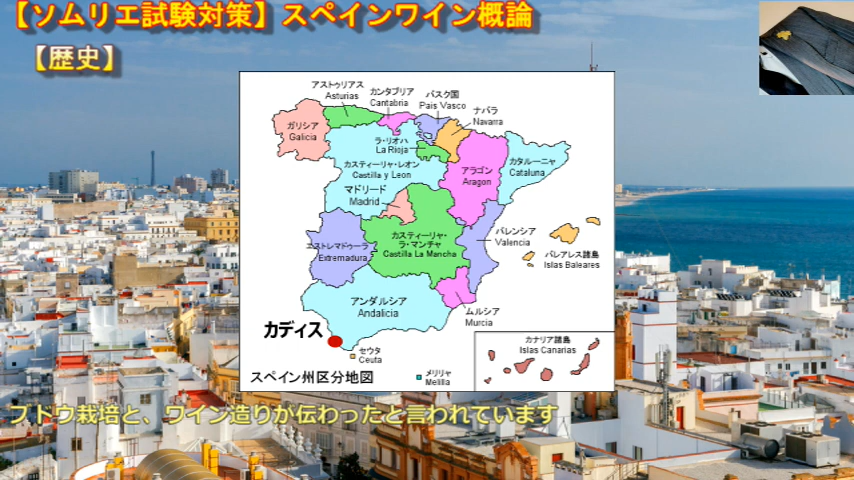 【ソムリエ試験対策】スペインワイン概論
【歴史】
アストゥリアス
Asturias
カンタブリア
Cantabria
バスク国
Pais Vasco
ナバラ
Navarra
ガリシア
Galicia
ラ・リオハ
La Rioja
カスティーリャ・レオン
Castilla y Leon
アラゴン
Aragon
カタルーニャ
Cataluna
マドリード
Madrid
カスティーリャ・
ラ・マンチャ
Castilla La Mancha
エストレマドゥーラ
Extremadura
バレンシア
Valencia
バレアレス諸島
Islas Baleares
アンダルシア
Andalicia
ムルシア
Murcia
カディス
セウタ
Ceuta
メリリャ
Melilla
カナリア諸島
Islas Canarias
スペイン州区分地図
ブドウ栽培と、ワイン造りが伝わったと言われています